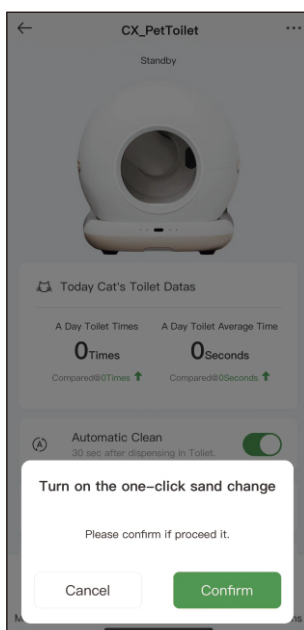 CX_PetToilet
Standby
Today Cat's Toilet Datas
A Day Toilet Times A Day Toilet Average Time
0Times 0Seconds
Compared@0Times ↑ Compared@0Seconds ↑
Automatic Clean
30 sec after dispensing in Toliet.
Turn on the one-click sand change
Please confirm if proceed it.
Cancel Confirm